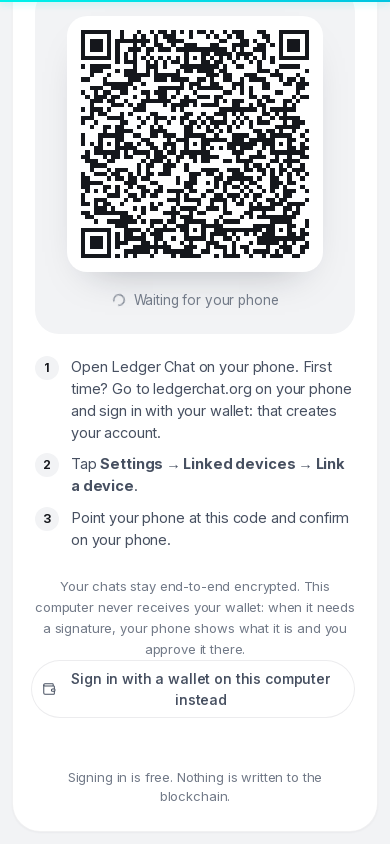 Waiting for your phone
1 Open Ledger Chat on your phone. First
time? Go to ledgerchat.org on your phone
and sign in with your wallet: that creates
your account.
2 Tap Settings → Linked devices → Link
a device.
3 Point your phone at this code and confirm
on your phone.
Your chats stay end-to-end encrypted. This
computer never receives your wallet: when it needs
a signature, your phone shows what it is and you
approve it there.
Sign in with a wallet on this computer
instead
Signing in is free. Nothing is written to the
blockchain.